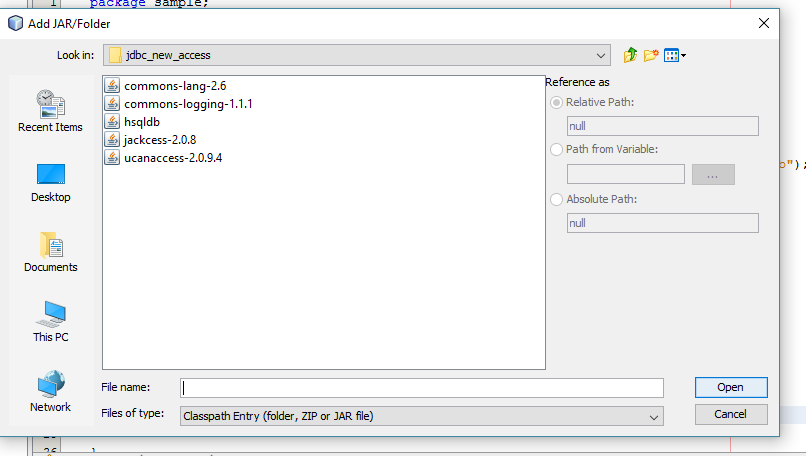 1 package sample;
Add JAR/Folder
Look in: jdbc_new_access
Recent Items
Desktop
Documents
This PC
Network
commons-lang-2.6
commons-logging-1.1.1
hsqldb
jackcess-2.0.8
ucanaccess-2.0.9.4
Reference as
Relative Path:
null
Path from Variable:
...
Absolute Path:
null
o");
File name:
Open
Files of type: Classpath Entry (folder, ZIP or JAR file)
Cancel
26 }